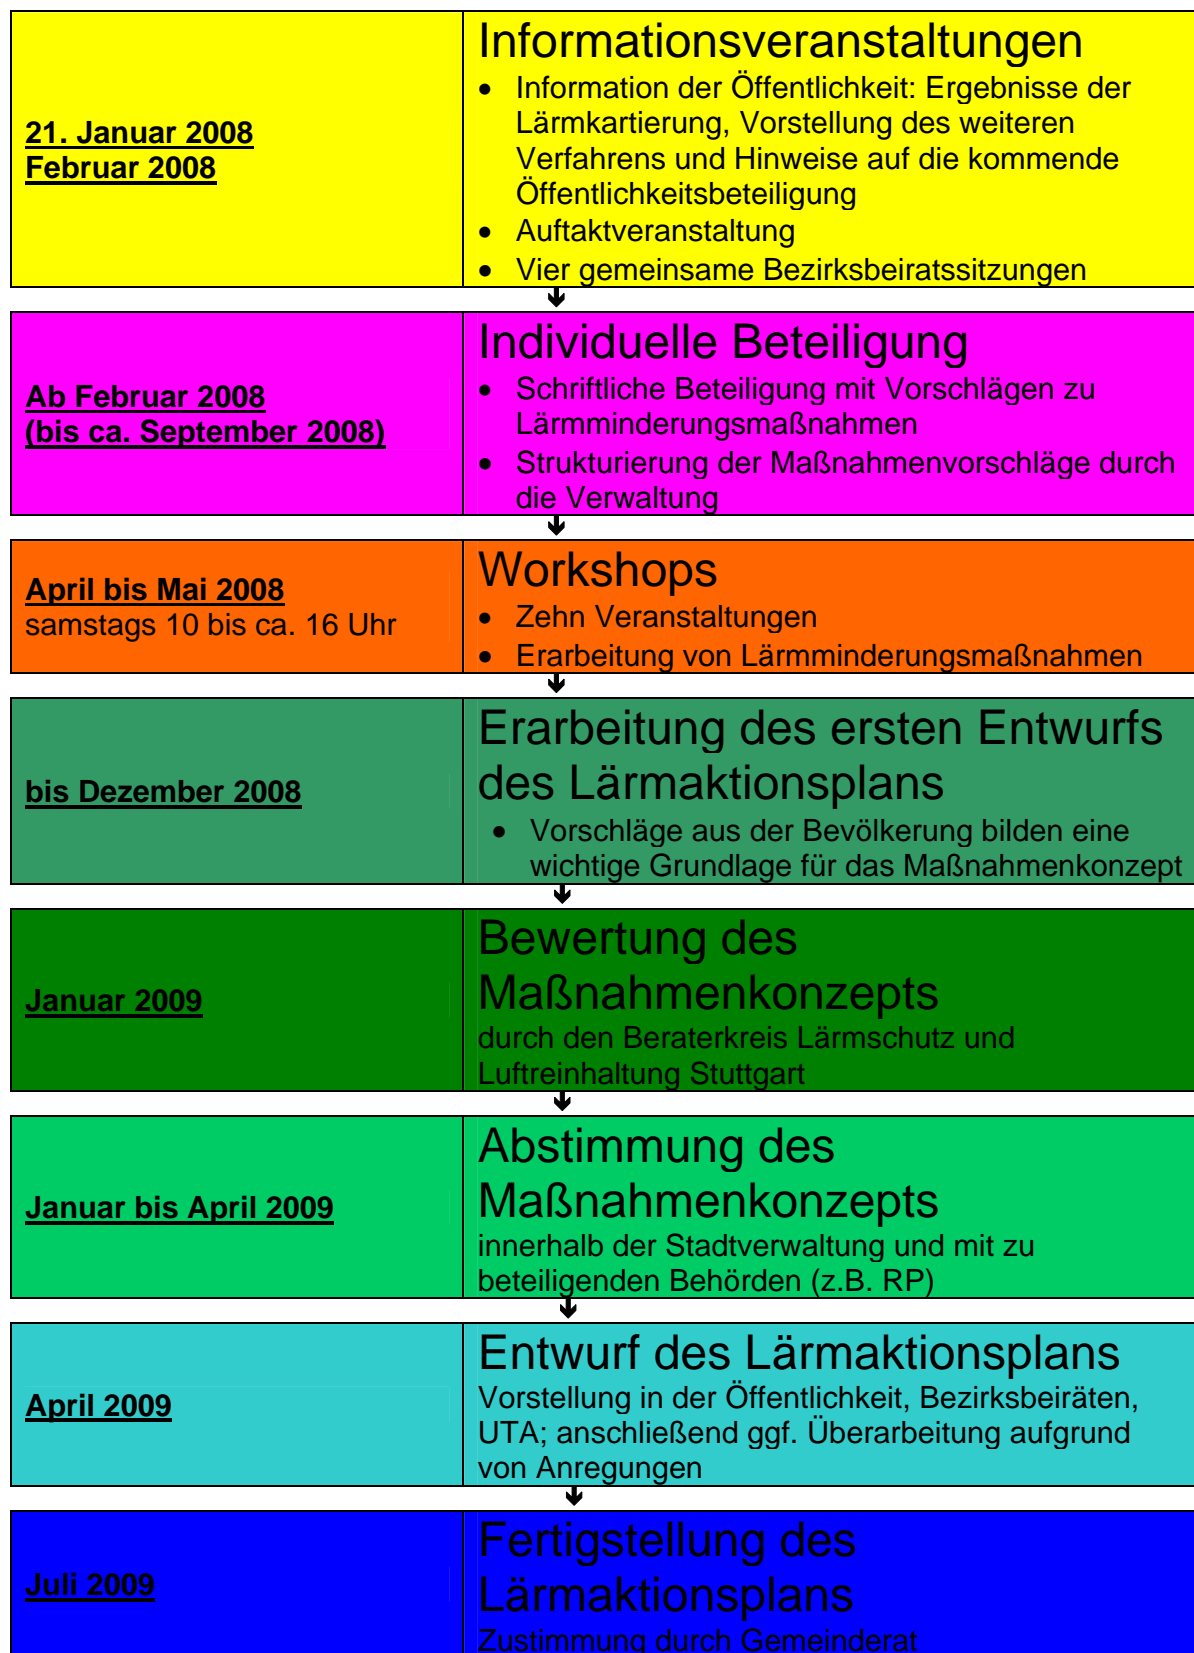 21. Januar 2008
Februar 2008
Informationsveranstaltungen
• Information der Öffentlichkeit: Ergebnisse der
Lärmkartierung, Vorstellung des weiteren
Verfahrens und Hinweise auf die kommende
Öffentlichkeitsbeteiligung
• Auftaktveranstaltung
• Vier gemeinsame Bezirksbeiratssitzungen
Ab Februar 2008
(bis ca. September 2008)
Individuelle Beteiligung
• Schriftliche Beteiligung mit Vorschlägen zu
Lärmminderungsmaßnahmen
• Strukturierung der Maßnahmenvorschläge durch
die Verwaltung
April bis Mai 2008
samstags 10 bis ca. 16 Uhr
Workshops
• Zehn Veranstaltungen
• Erarbeitung von Lärmminderungsmaßnahmen
bis Dezember 2008
Erarbeitung des ersten Entwurfs
des Lärmaktionsplans
• Vorschläge aus der Bevölkerung bilden eine
wichtige Grundlage für das Maßnahmenkonzept
Januar 2009
Bewertung des
Maßnahmenkonzepts
durch den Beraterkreis Lärmschutz und
Luftreinhaltung Stuttgart
Januar bis April 2009
Abstimmung des
Maßnahmenkonzepts
innerhalb der Stadtverwaltung und mit zu
beteiligenden Behörden (z.B. RP)
April 2009
Entwurf des Lärmaktionsplans
Vorstellung in der Öffentlichkeit, Bezirksbeiräten,
UTA; anschließend ggf. Überarbeitung aufgrund
von Anregungen
Juli 2009
Fertigstellung des
Lärmaktionsplans
Zustimmung durch Gemeinderat